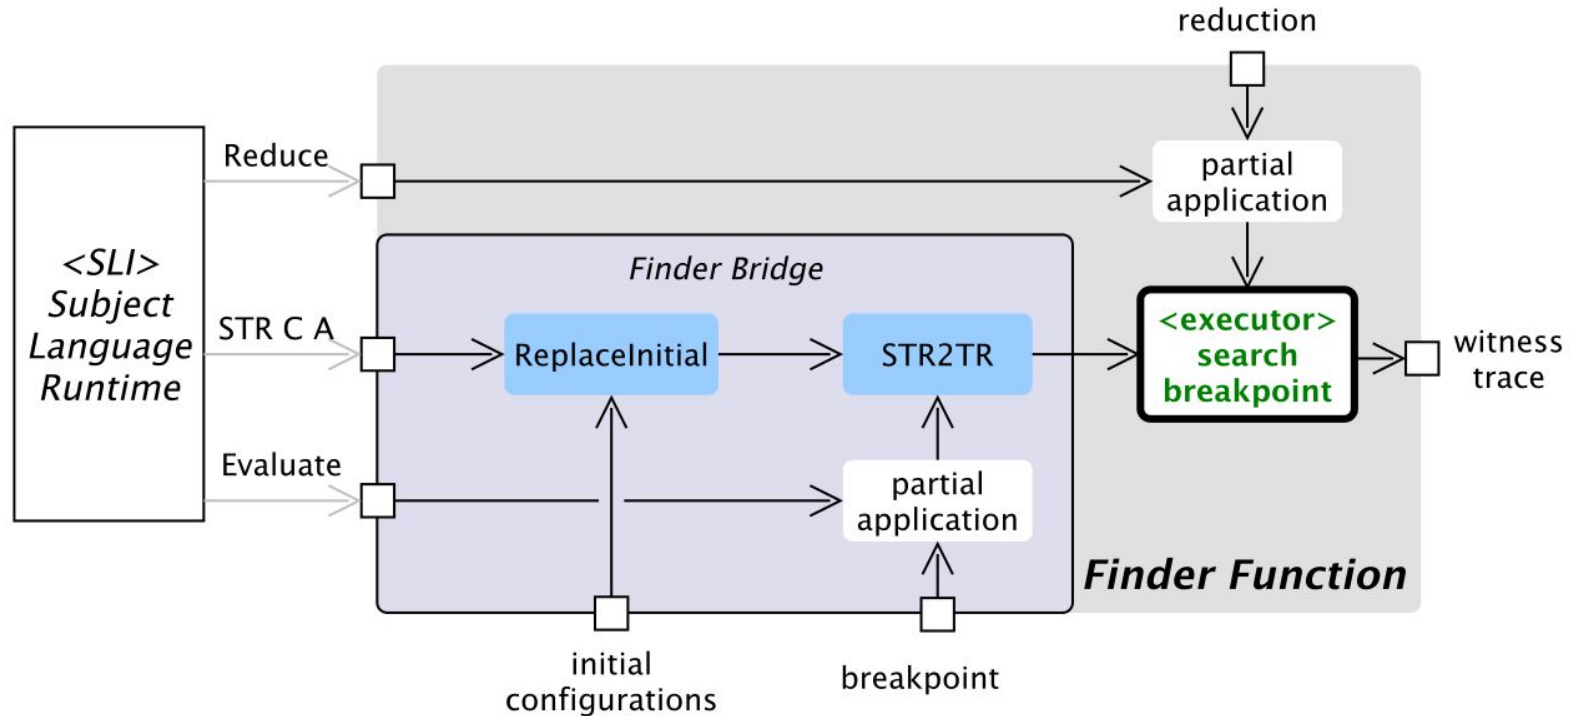 reduction
Reduce
partial
application
<SLI>
Subject
Language
Runtime
Finder Bridge
STR C A
ReplaceInitial
STR2TR
<executor>
search
breakpoint
witness
trace
Evaluate
partial
application
Finder Function
initial
configurations
breakpoint